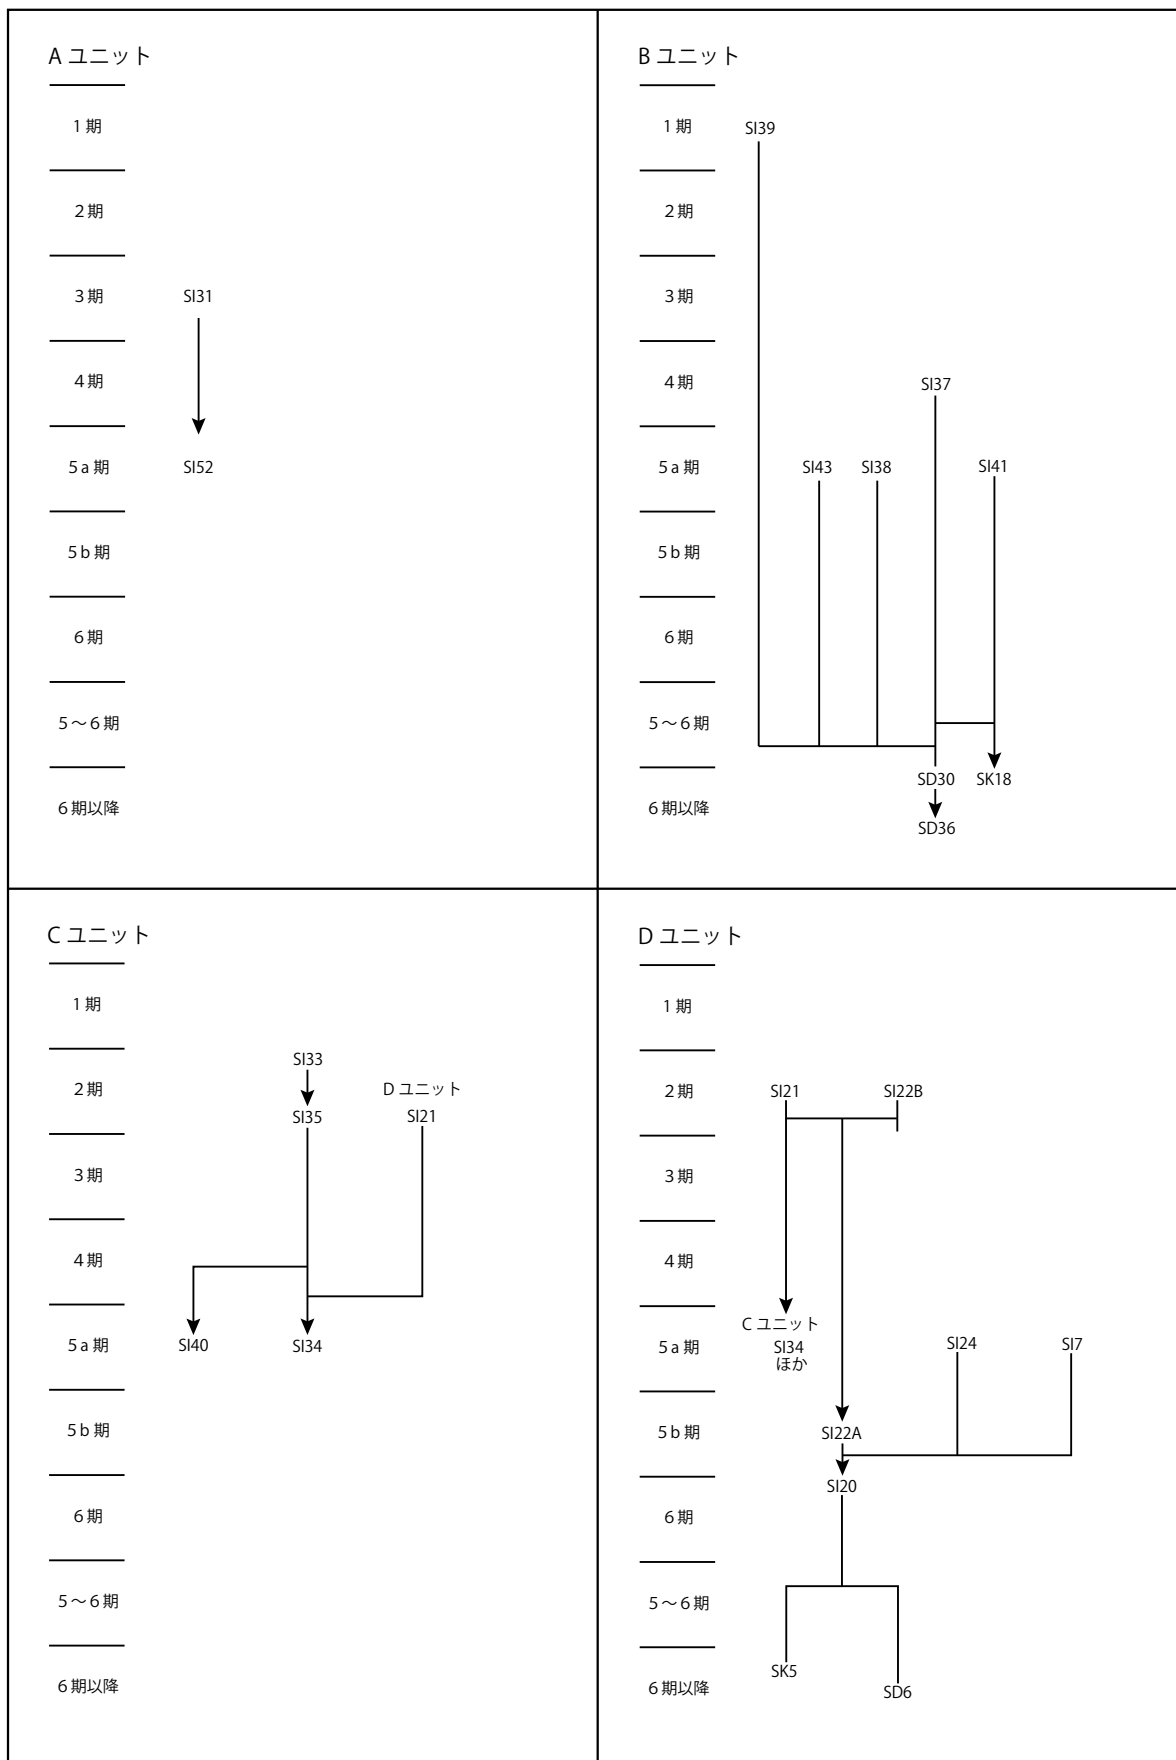 A ユニット
1 期
2 期
3 期
SI31
4 期
5 a 期
SI52
5 b 期
6 期
5〜6 期
6 期以降
B ユニット
1 期
SI39
2 期
3 期
4 期
SI37
5 a 期
SI43
SI38
SI41
5 b 期
6 期
5〜6 期
SD30
SK18
6 期以降
SD36
C ユニット
1 期
SI33
2 期
D ユニット
SI35
SI21
3 期
4 期
5 a 期
SI40
SI34
5 b 期
6 期
5〜6 期
6 期以降
D ユニット
1 期
2 期
SI21
SI22B
3 期
4 期
C ユニット
5 a 期
SI34
ほか
SI24
SI7
5 b 期
SI22A
SI20
6 期
5〜6 期
SK5
6 期以降
SD6